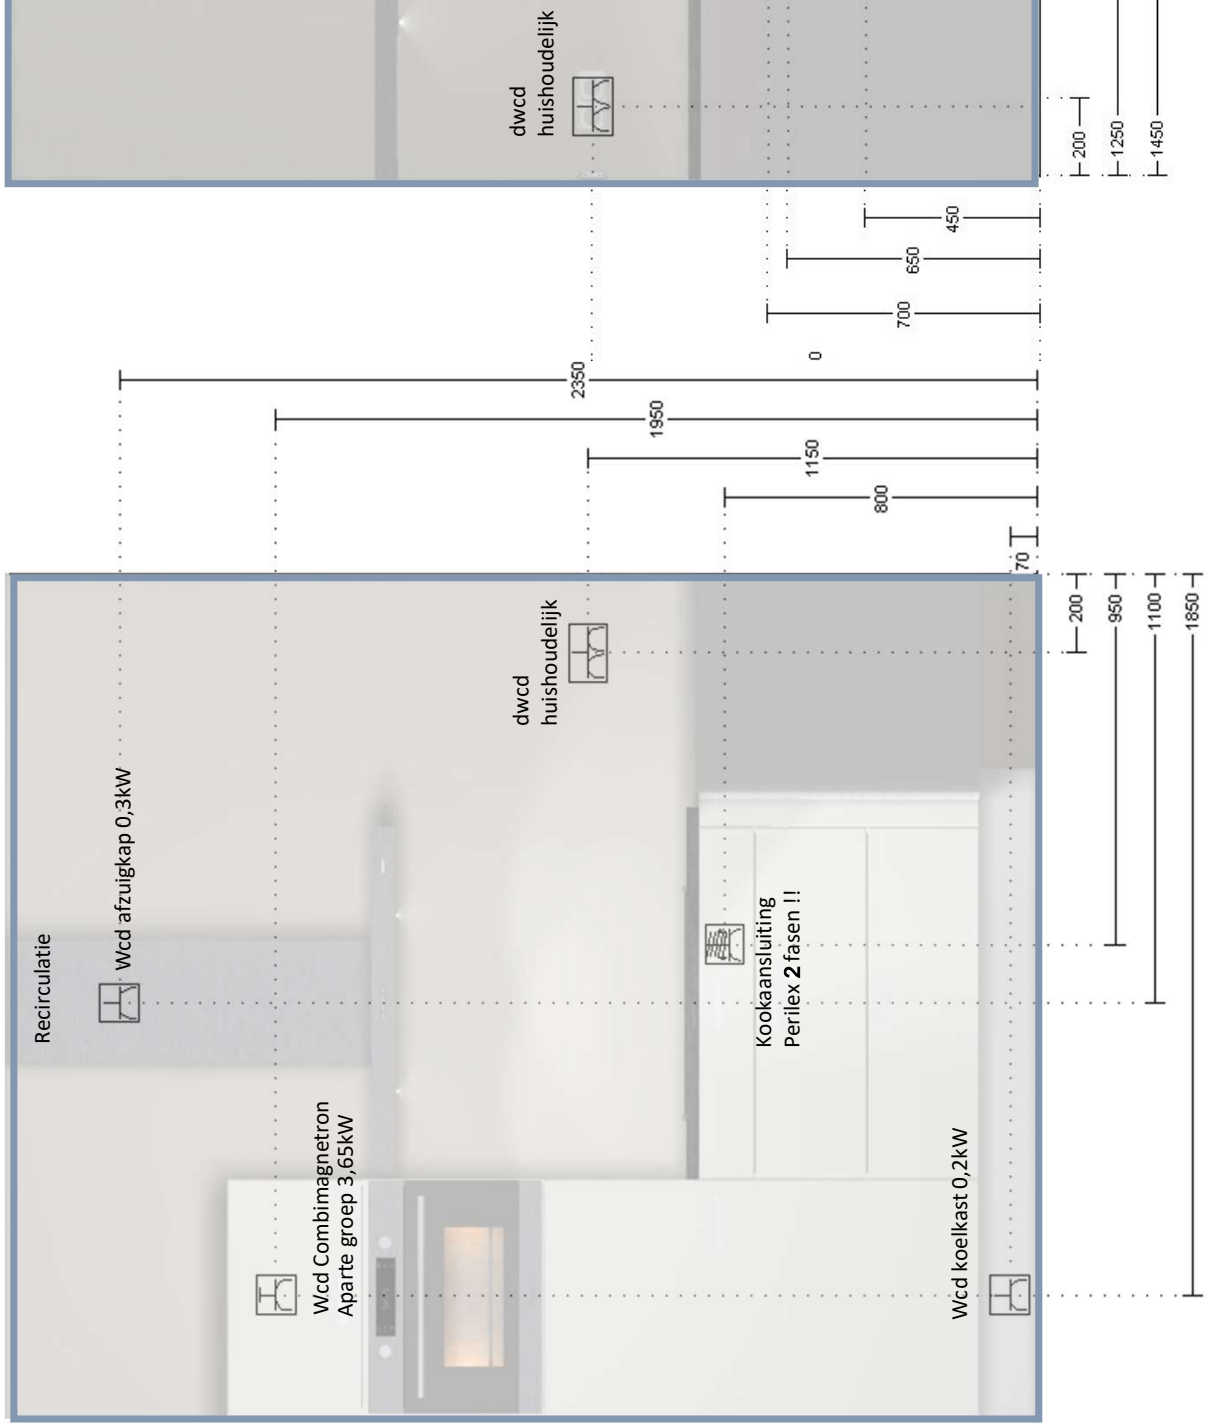 Recirculatie
Wcd afzuigkap 0,3kW
Wcd Combimagnetron
Aparte groep 3,65kW
dwcd
huishoudelijk
Kookaansluiting
Perilex 2 fasen !!
Wcd koelkast 0,2kW
2350
1950
1150
800
70
200
950
1100
1850
dwcd
huishoudelijk
0
700
650
450
200
1250
1450